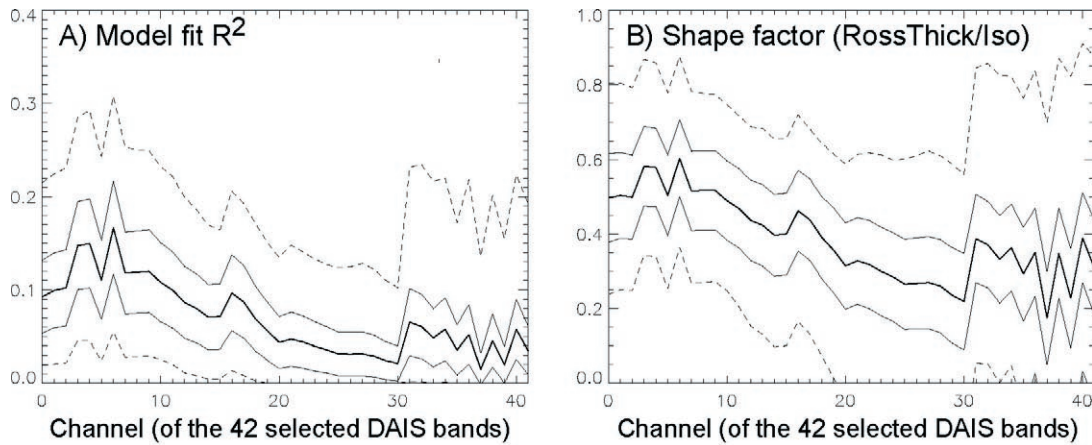 A) Model fit R²
0.4
0.3
0.2
0.1
0.0
0 10 20 30 40
Channel (of the 42 selected DAIS bands)
B) Shape factor (RossThick/Iso)
1.0
0.8
0.6
0.4
0.2
0.0
0 10 20 30 40
Channel (of the 42 selected DAIS bands)